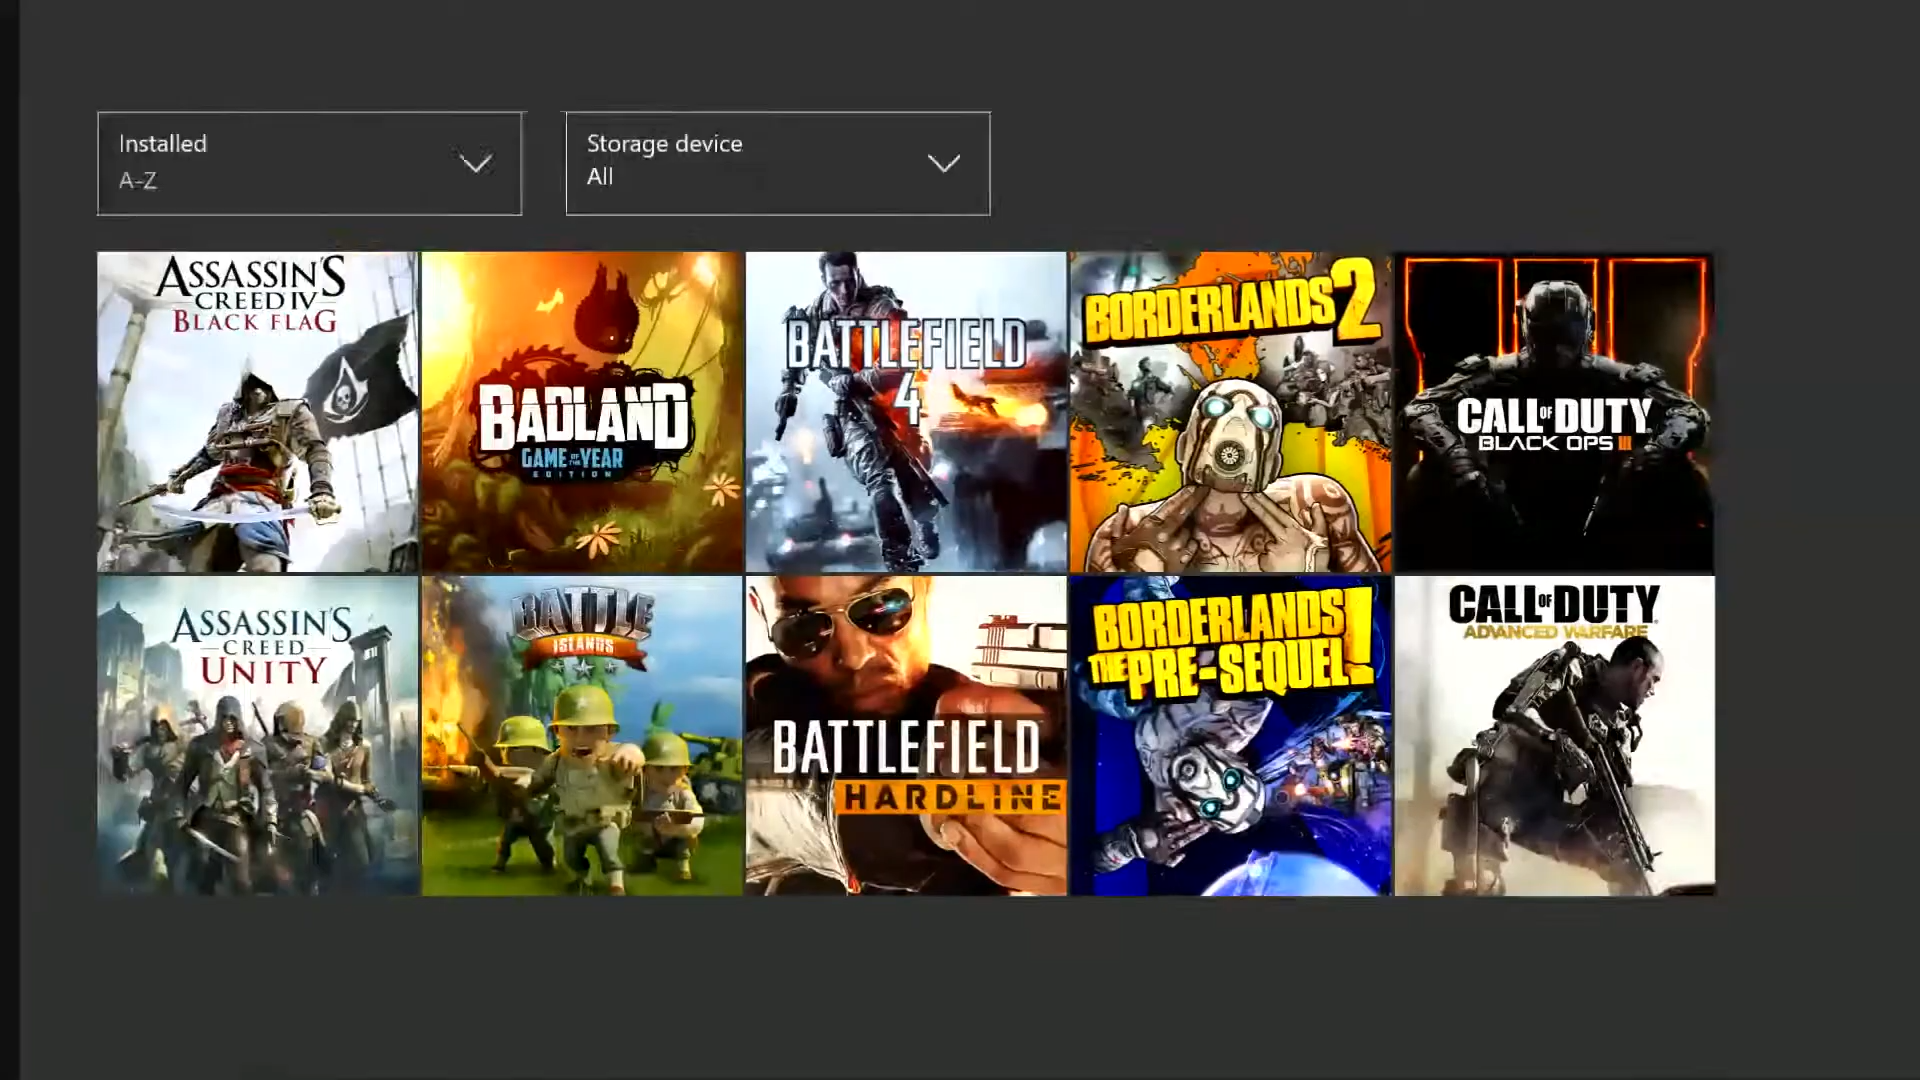 Installed
A-Z
Storage device
All
ASSASSIN'S
CREED IV
BLACK FLAG
BADLAND
GAME OF THE YEAR
EDITION
BATTLEFIELD
4
BORDERLANDS 2
CALL OF DUTY
BLACK OPS III
ASSASSIN'S
CREED
UNITY
BATTLE
ISLANDS
BATTLEFIELD
HARDLINE
BORDERLANDS
THE PRE-SEQUEL!
CALL OF DUTY
ADVANCED WARFARE